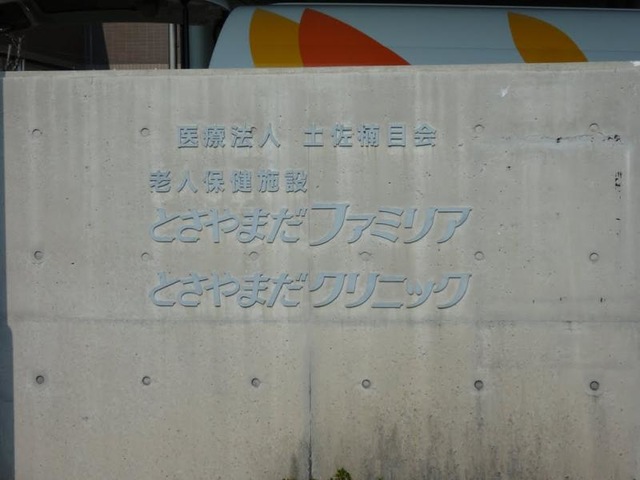 医療法人 土佐楠目会
老人保健施設
とさやまだファミリア
とさやまだクリニック